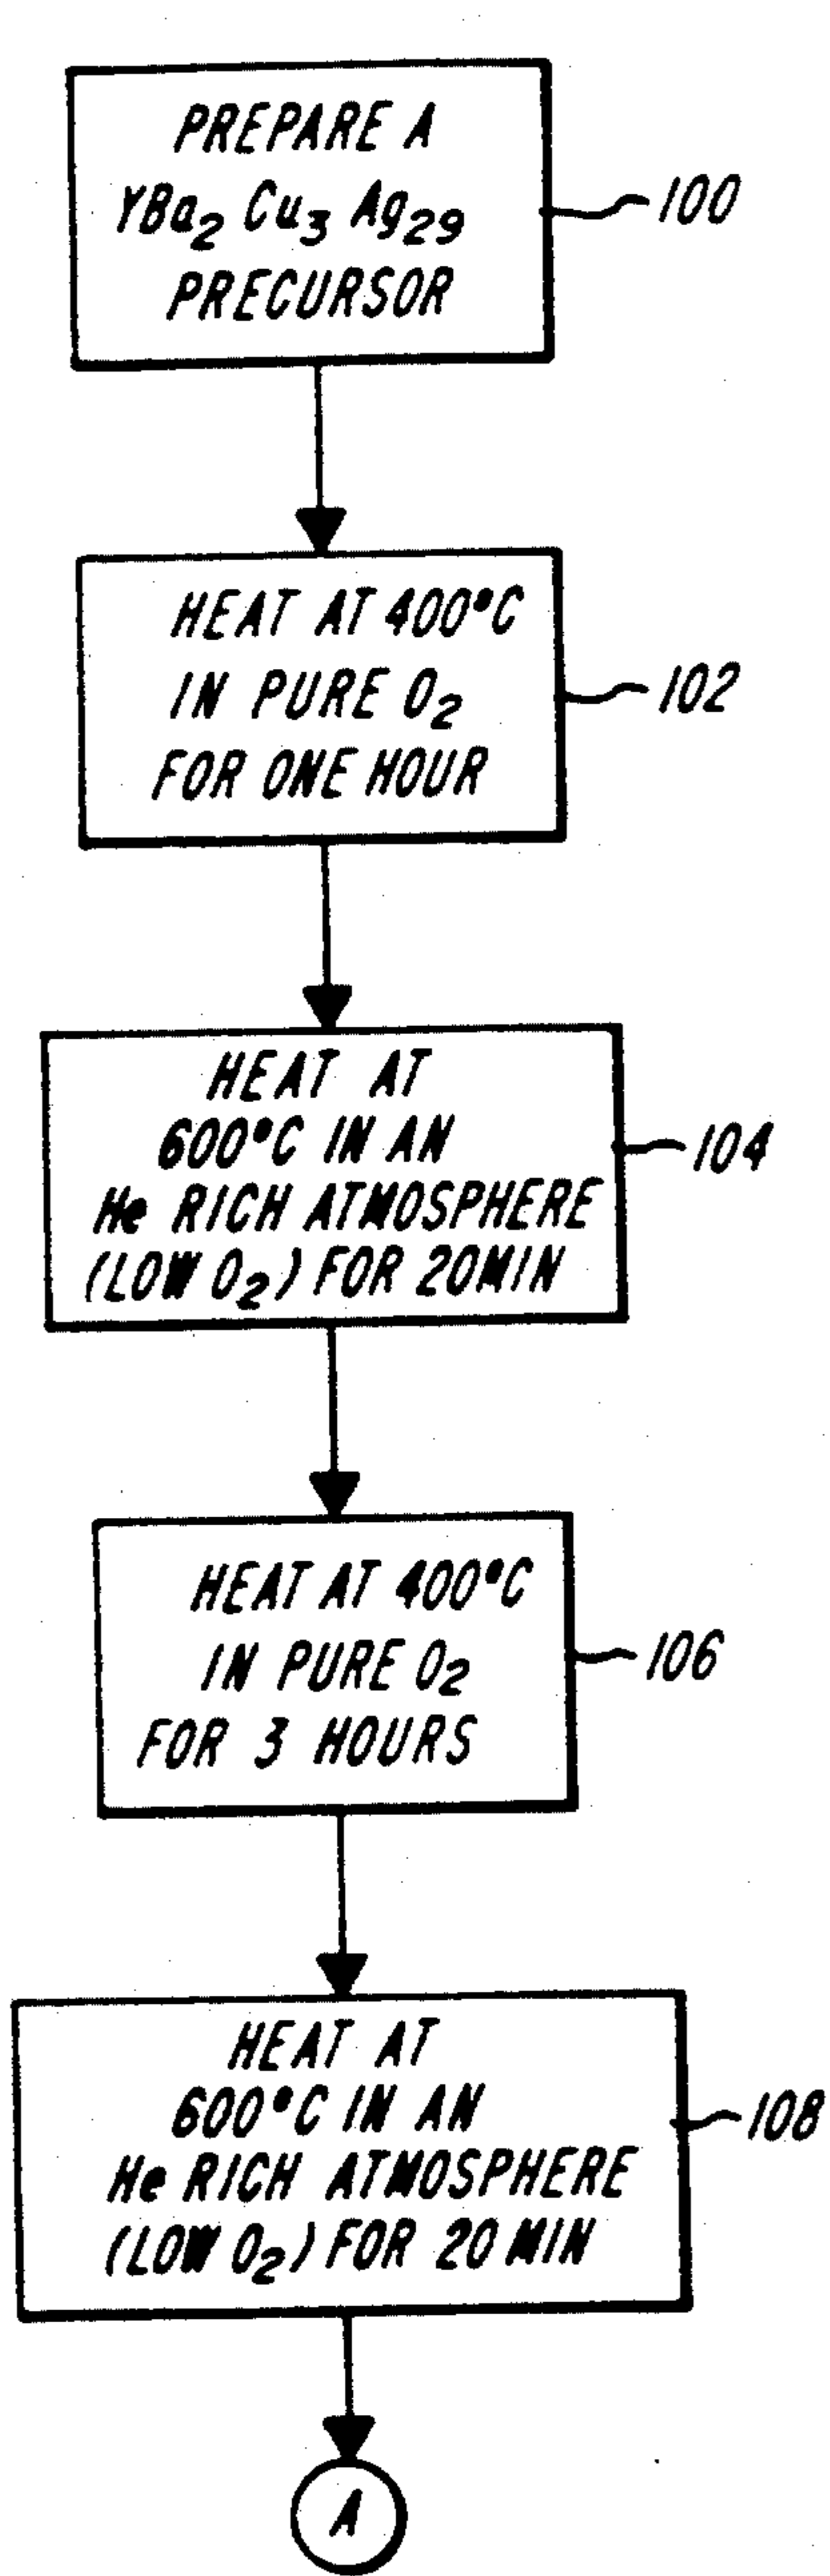 PREPARE A
YBa₂ Cu₃ Ag₂₉
PRECURSOR
100
HEAT AT 400°C
IN PURE O₂
FOR ONE HOUR
102
HEAT AT
600°C IN AN
He RICH ATMOSPHERE
(LOW O₂) FOR 20MIN
104
HEAT AT 400°C
IN PURE O₂
FOR 3 HOURS
106
HEAT AT
600°C IN AN
He RICH ATMOSPHERE
(LOW O₂) FOR 20 MIN
108
A